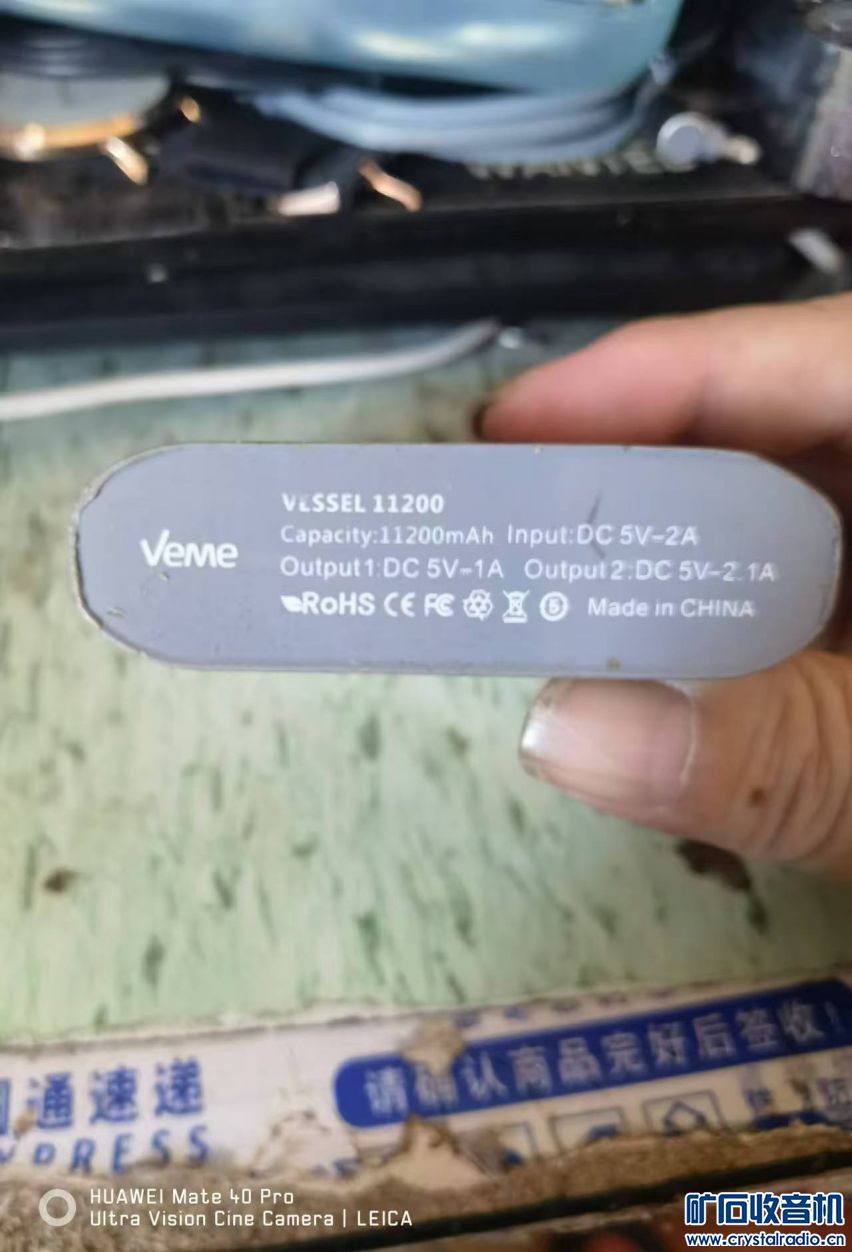 Veme
VESSEL 11200
Capacity:11200mAh Input:DC 5V-2A
Output1:DC 5V-1A Output2:DC 5V-2.1A
RoHS CE FC 5 Made in CHINA
通速递
请确认商品完好后签收!
PRESS
HUAWEI Mate 40 Pro
Ultra Vision Cine Camera | LEICA
矿石收音机
www.crystalradio.cn